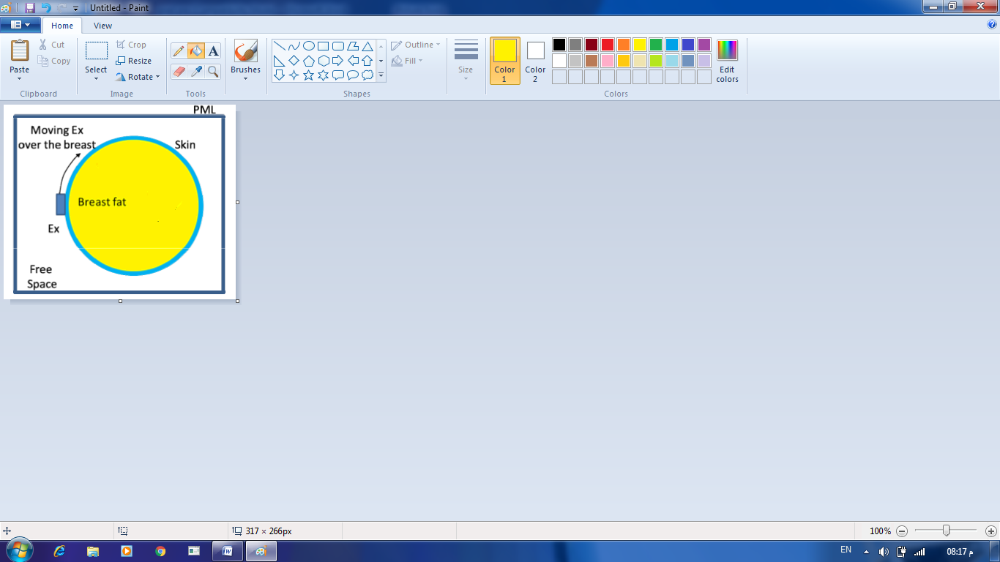 Untitled - Paint
Home
View
Paste
Cut
Copy
Clipboard
Select
Crop
Resize
Rotate
Image
A
Tools
Brushes
Outline
Fill
Shapes
Size
Color
1
Color
2
Edit
colors
Colors
PML
Moving Ex
over the breast
Skin
Breast fat
Ex
Free
Space
317 × 266px
100%
EN
08:17 م